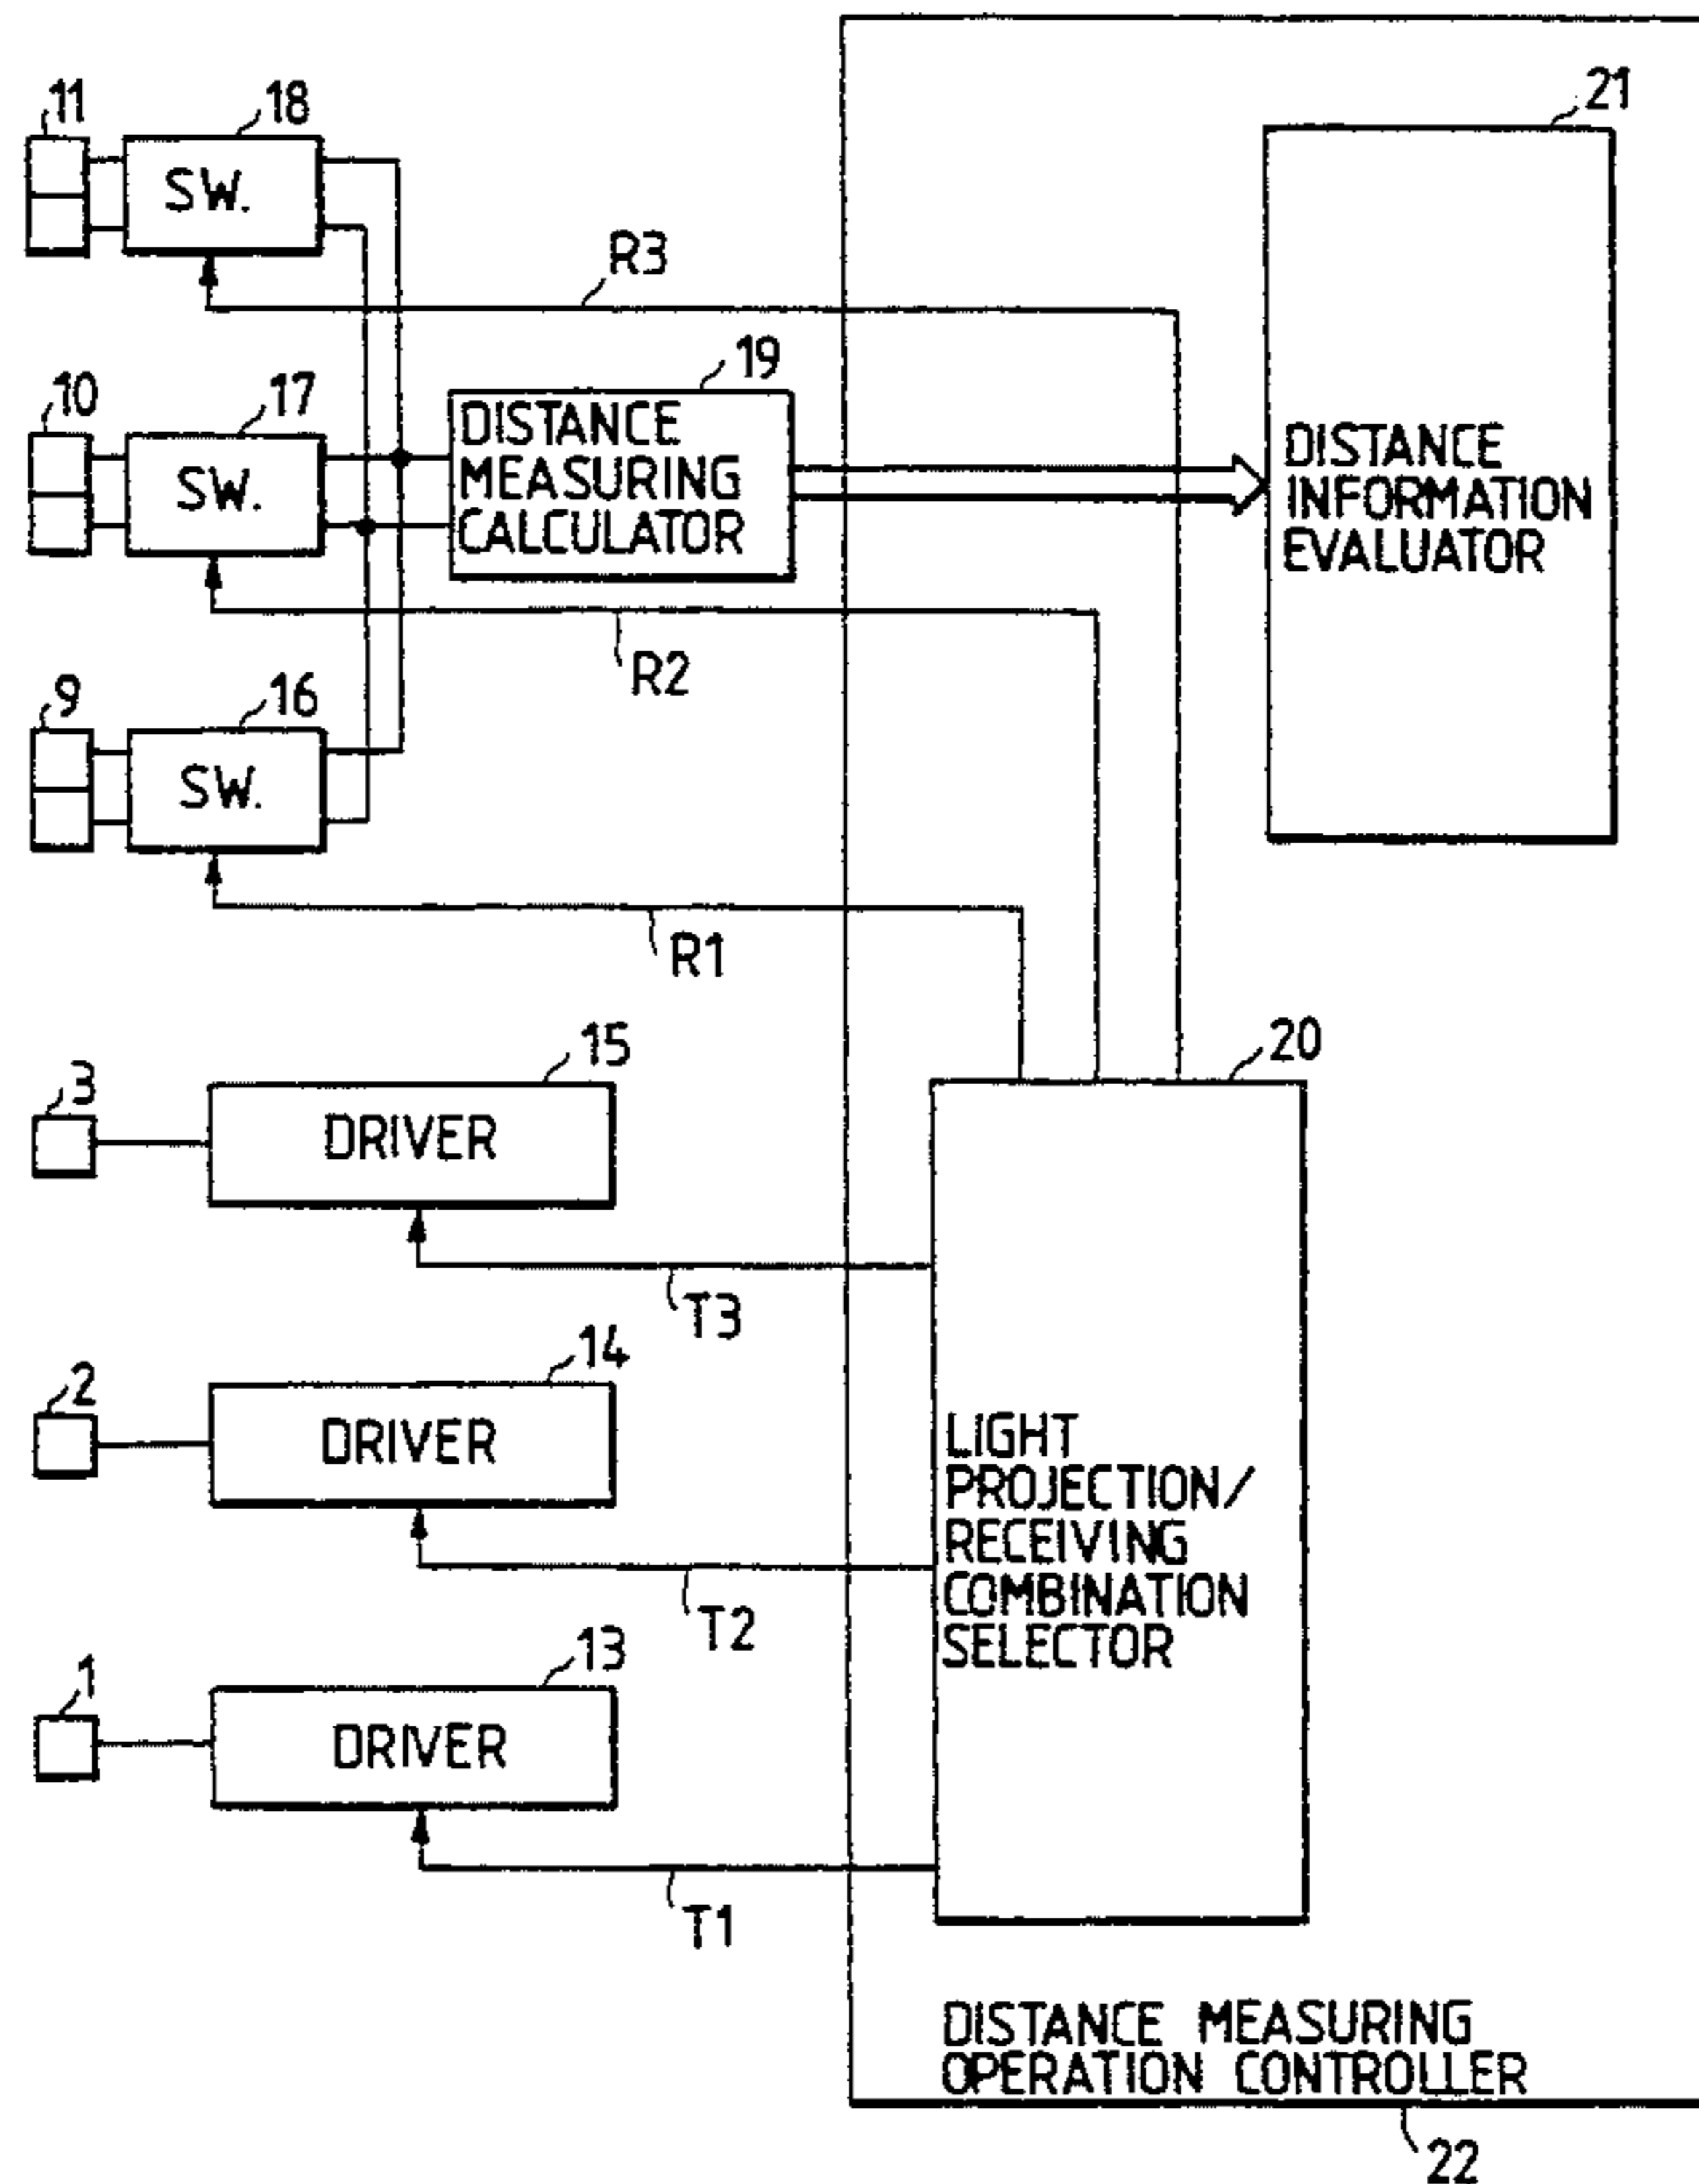 21
11
18
SW.
R3
19
10
17
SW.
DISTANCE
MEASURING
CALCULATOR
DISTANCE
INFORMATION
EVALUATOR
R2
9
16
SW.
R1
20
3
15
DRIVER
T3
2
14
DRIVER
LIGHT
PROJECTION/
RECEIVING
COMBINATION
SELECTOR
T2
1
13
DRIVER
T1
DISTANCE MEASURING
OPERATION CONTROLLER
22